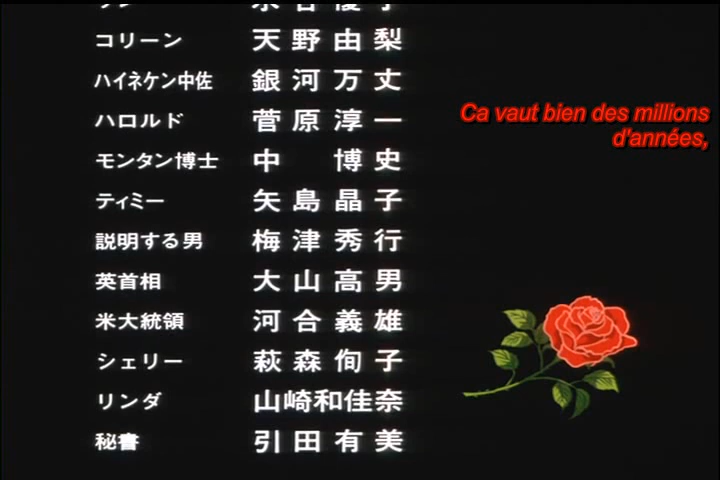 コリーン 天野由梨
ハイネケン中佐 銀河万丈
ハロルド 菅原淳一
モンタン博士 中 博史
ティミー 矢島晶子
説明する男 梅津秀行
英首相 大山高男
米大統領 河合義雄
シェリー 萩森侚子
リンダ 山崎和佳奈
秘書 引田有美
Ca vaut bien des millions
d'années,